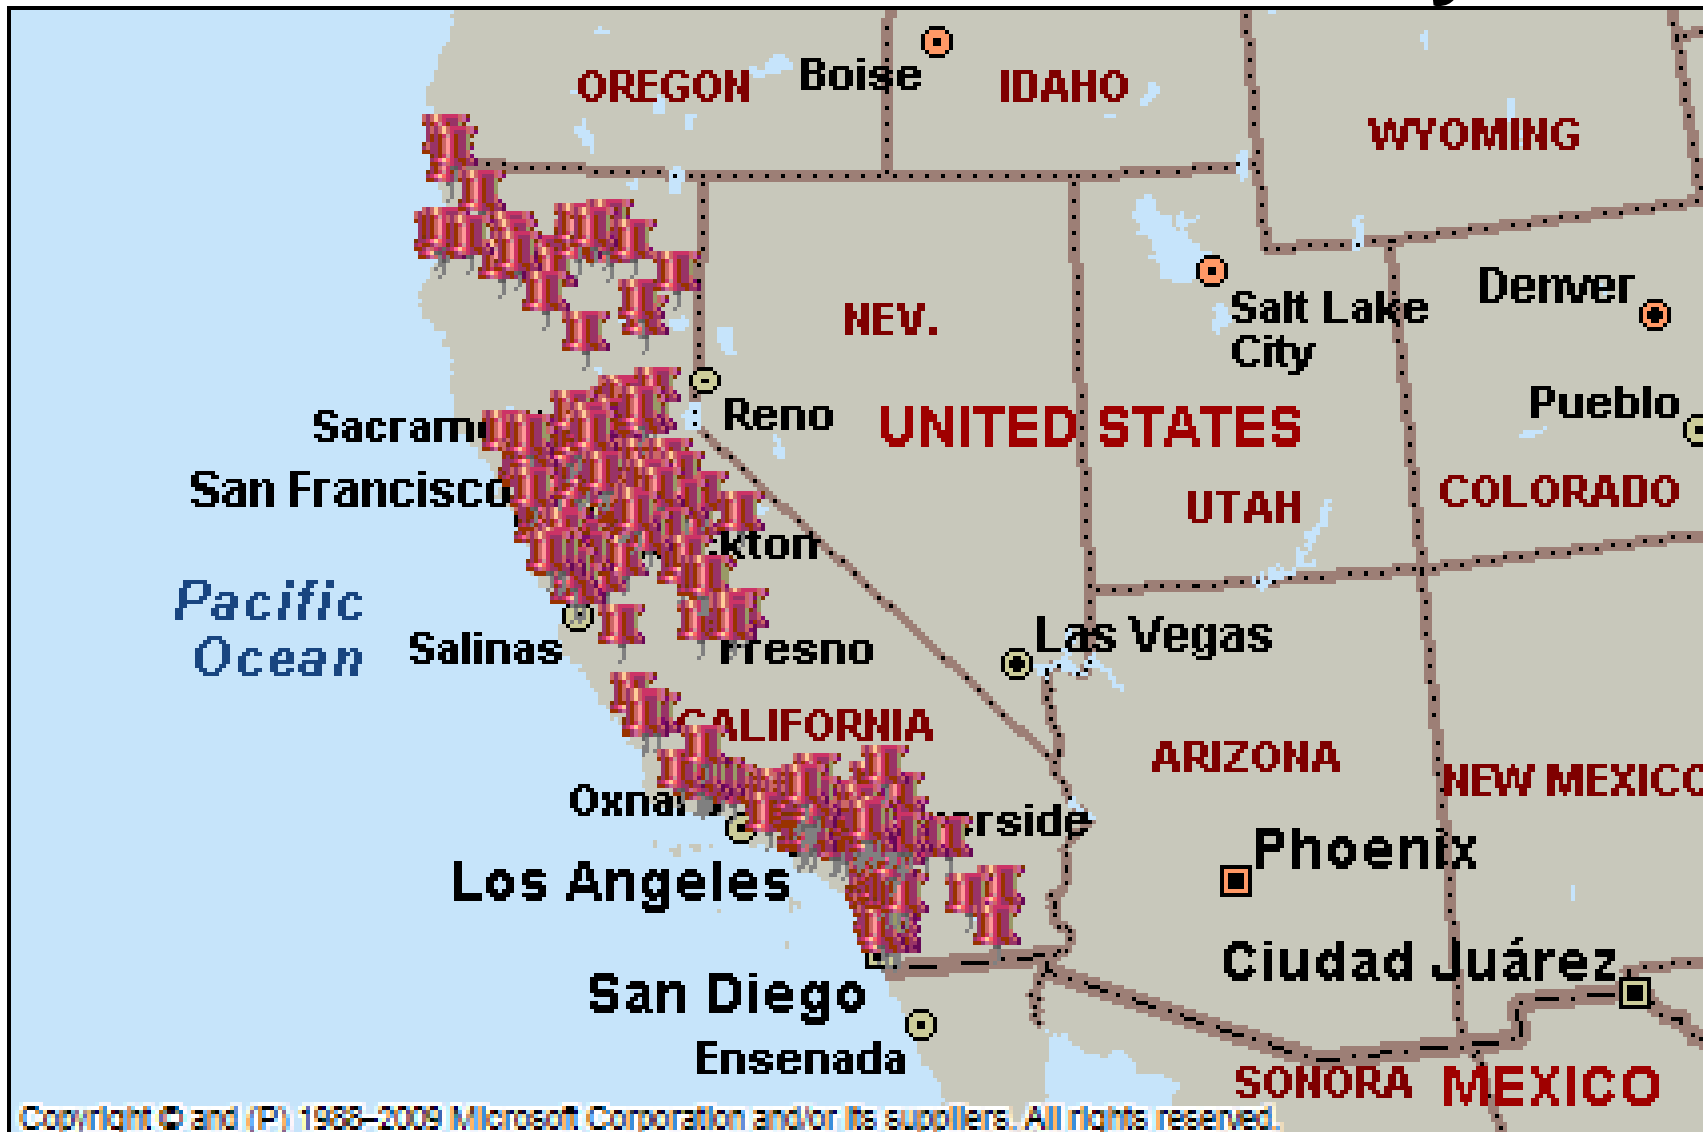 Boise
OREGON
IDAHO
WYOMING
Denver
Salt Lake
City
NEV.
Pueblo
Reno
UNITED STATES
San Francisco
COLORADO
UTAH
Pacific
Ocean
Las Vegas
Salinas
Fresno
CALIFORNIA
ARIZONA
NEW MEXICO
Phoenix
Los Angeles
Ciudad Juárez
San Diego
Ensenada
SONORA
MEXICO
Copyright © and (P) 1988–2009 Microsoft Corporation and/or its suppliers. All rights reserved.